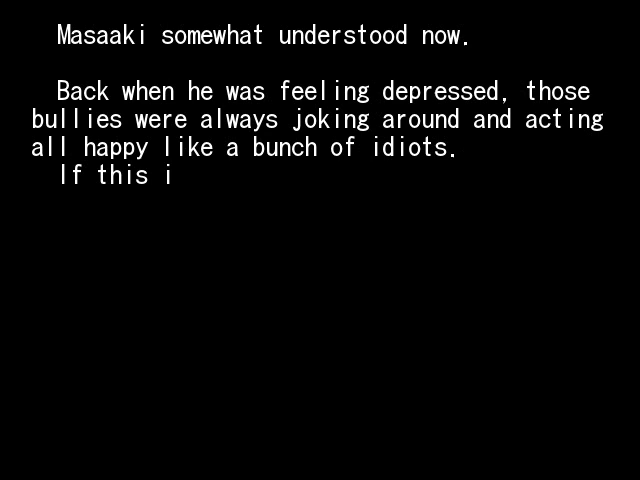 Masaaki somewhat understood now.
Back when he was feeling depressed, those
bullies were always joking around and acting
all happy like a bunch of idiots.
If this i